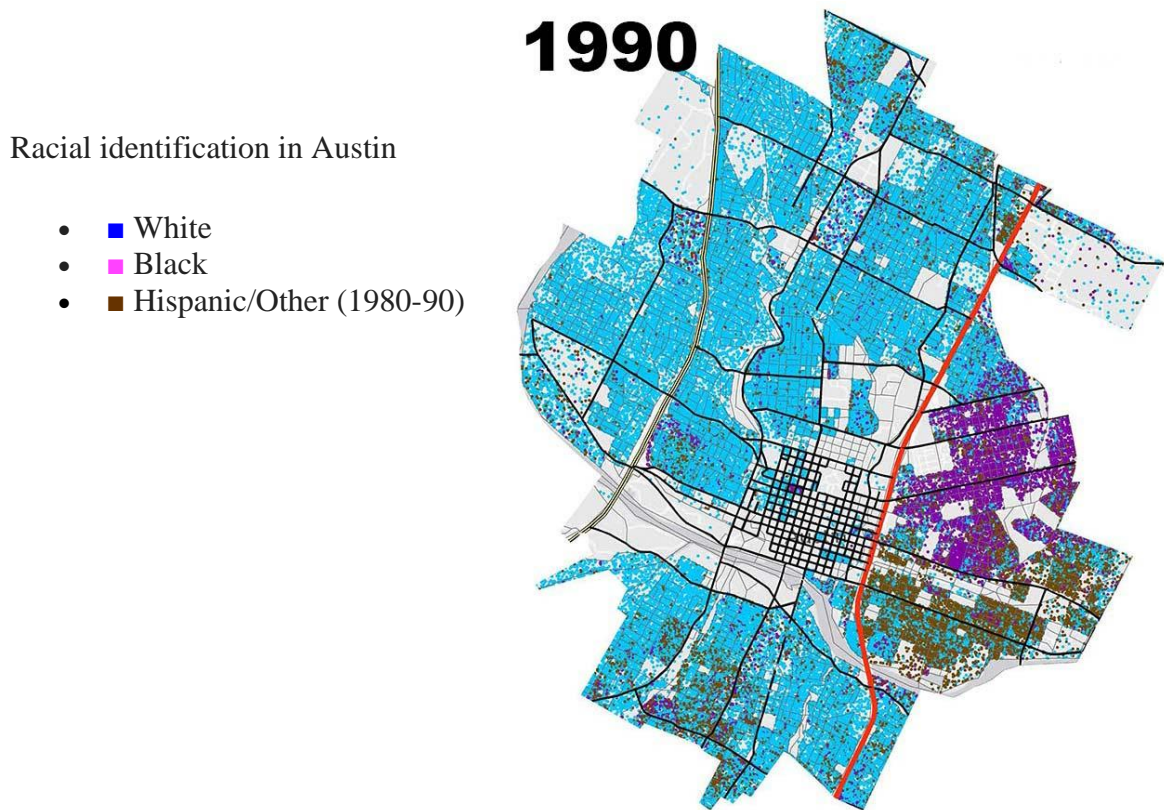 1990
Racial identification in Austin
• ■ White
• ■ Black
• ■ Hispanic/Other (1980-90)